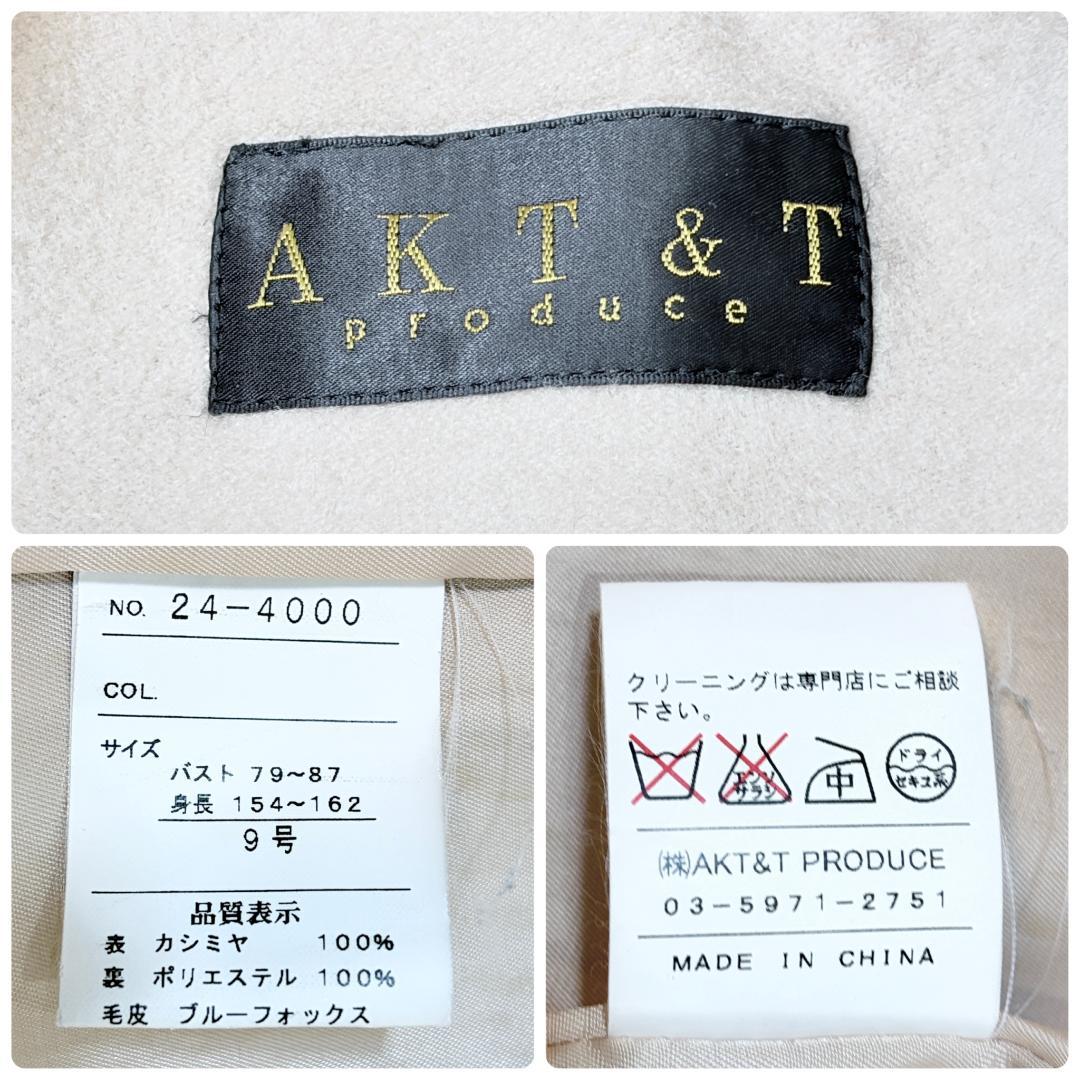 AKT&T
produce
NO. 24-4000
COL.
サイズ
バスト 79~87
身長 154~162
9号
品質表示
表 カシミヤ 100%
裏 ポリエステル 100%
毛皮 ブルーフォックス
クリーニングは専門店にご相談
下さい。
エンソ
サラシ
中
ドライ
セキユ系
㈱AKT&T PRODUCE
03-5971-2751
MADE IN CHINA